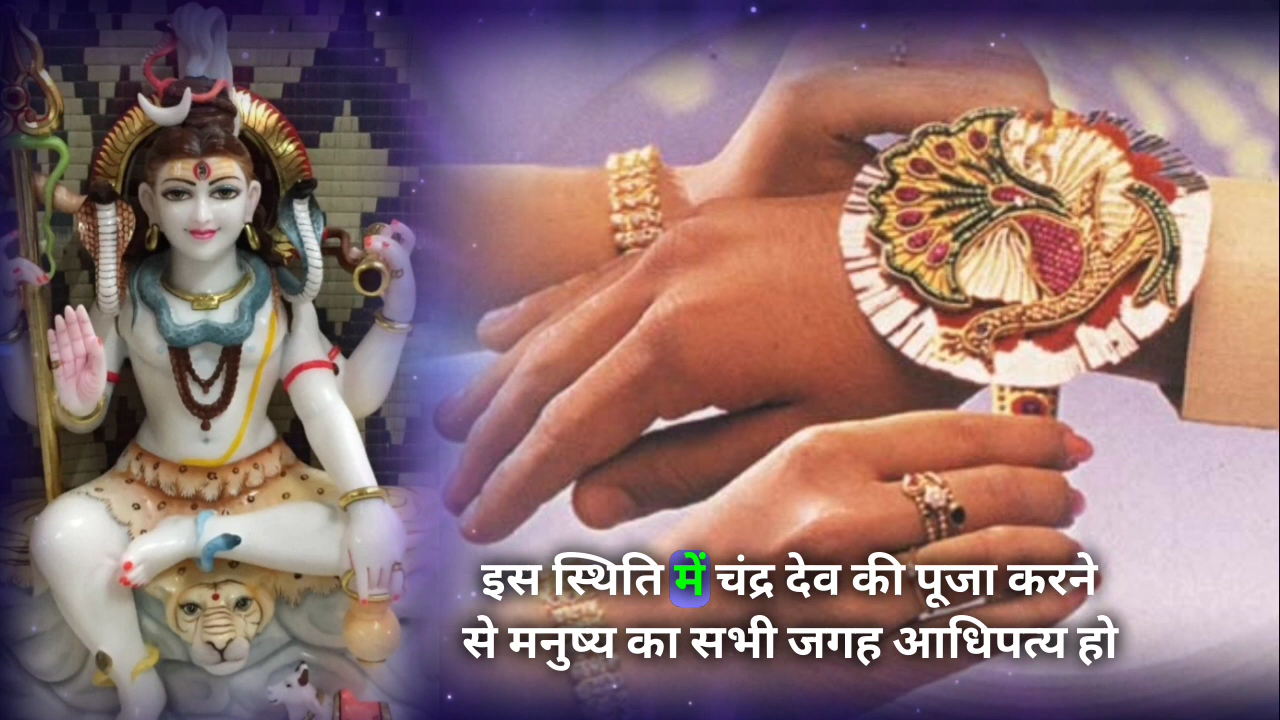 इस स्थिति में चंद्र देव की पूजा करने
से मनुष्य का सभी जगह आधिपत्य हो